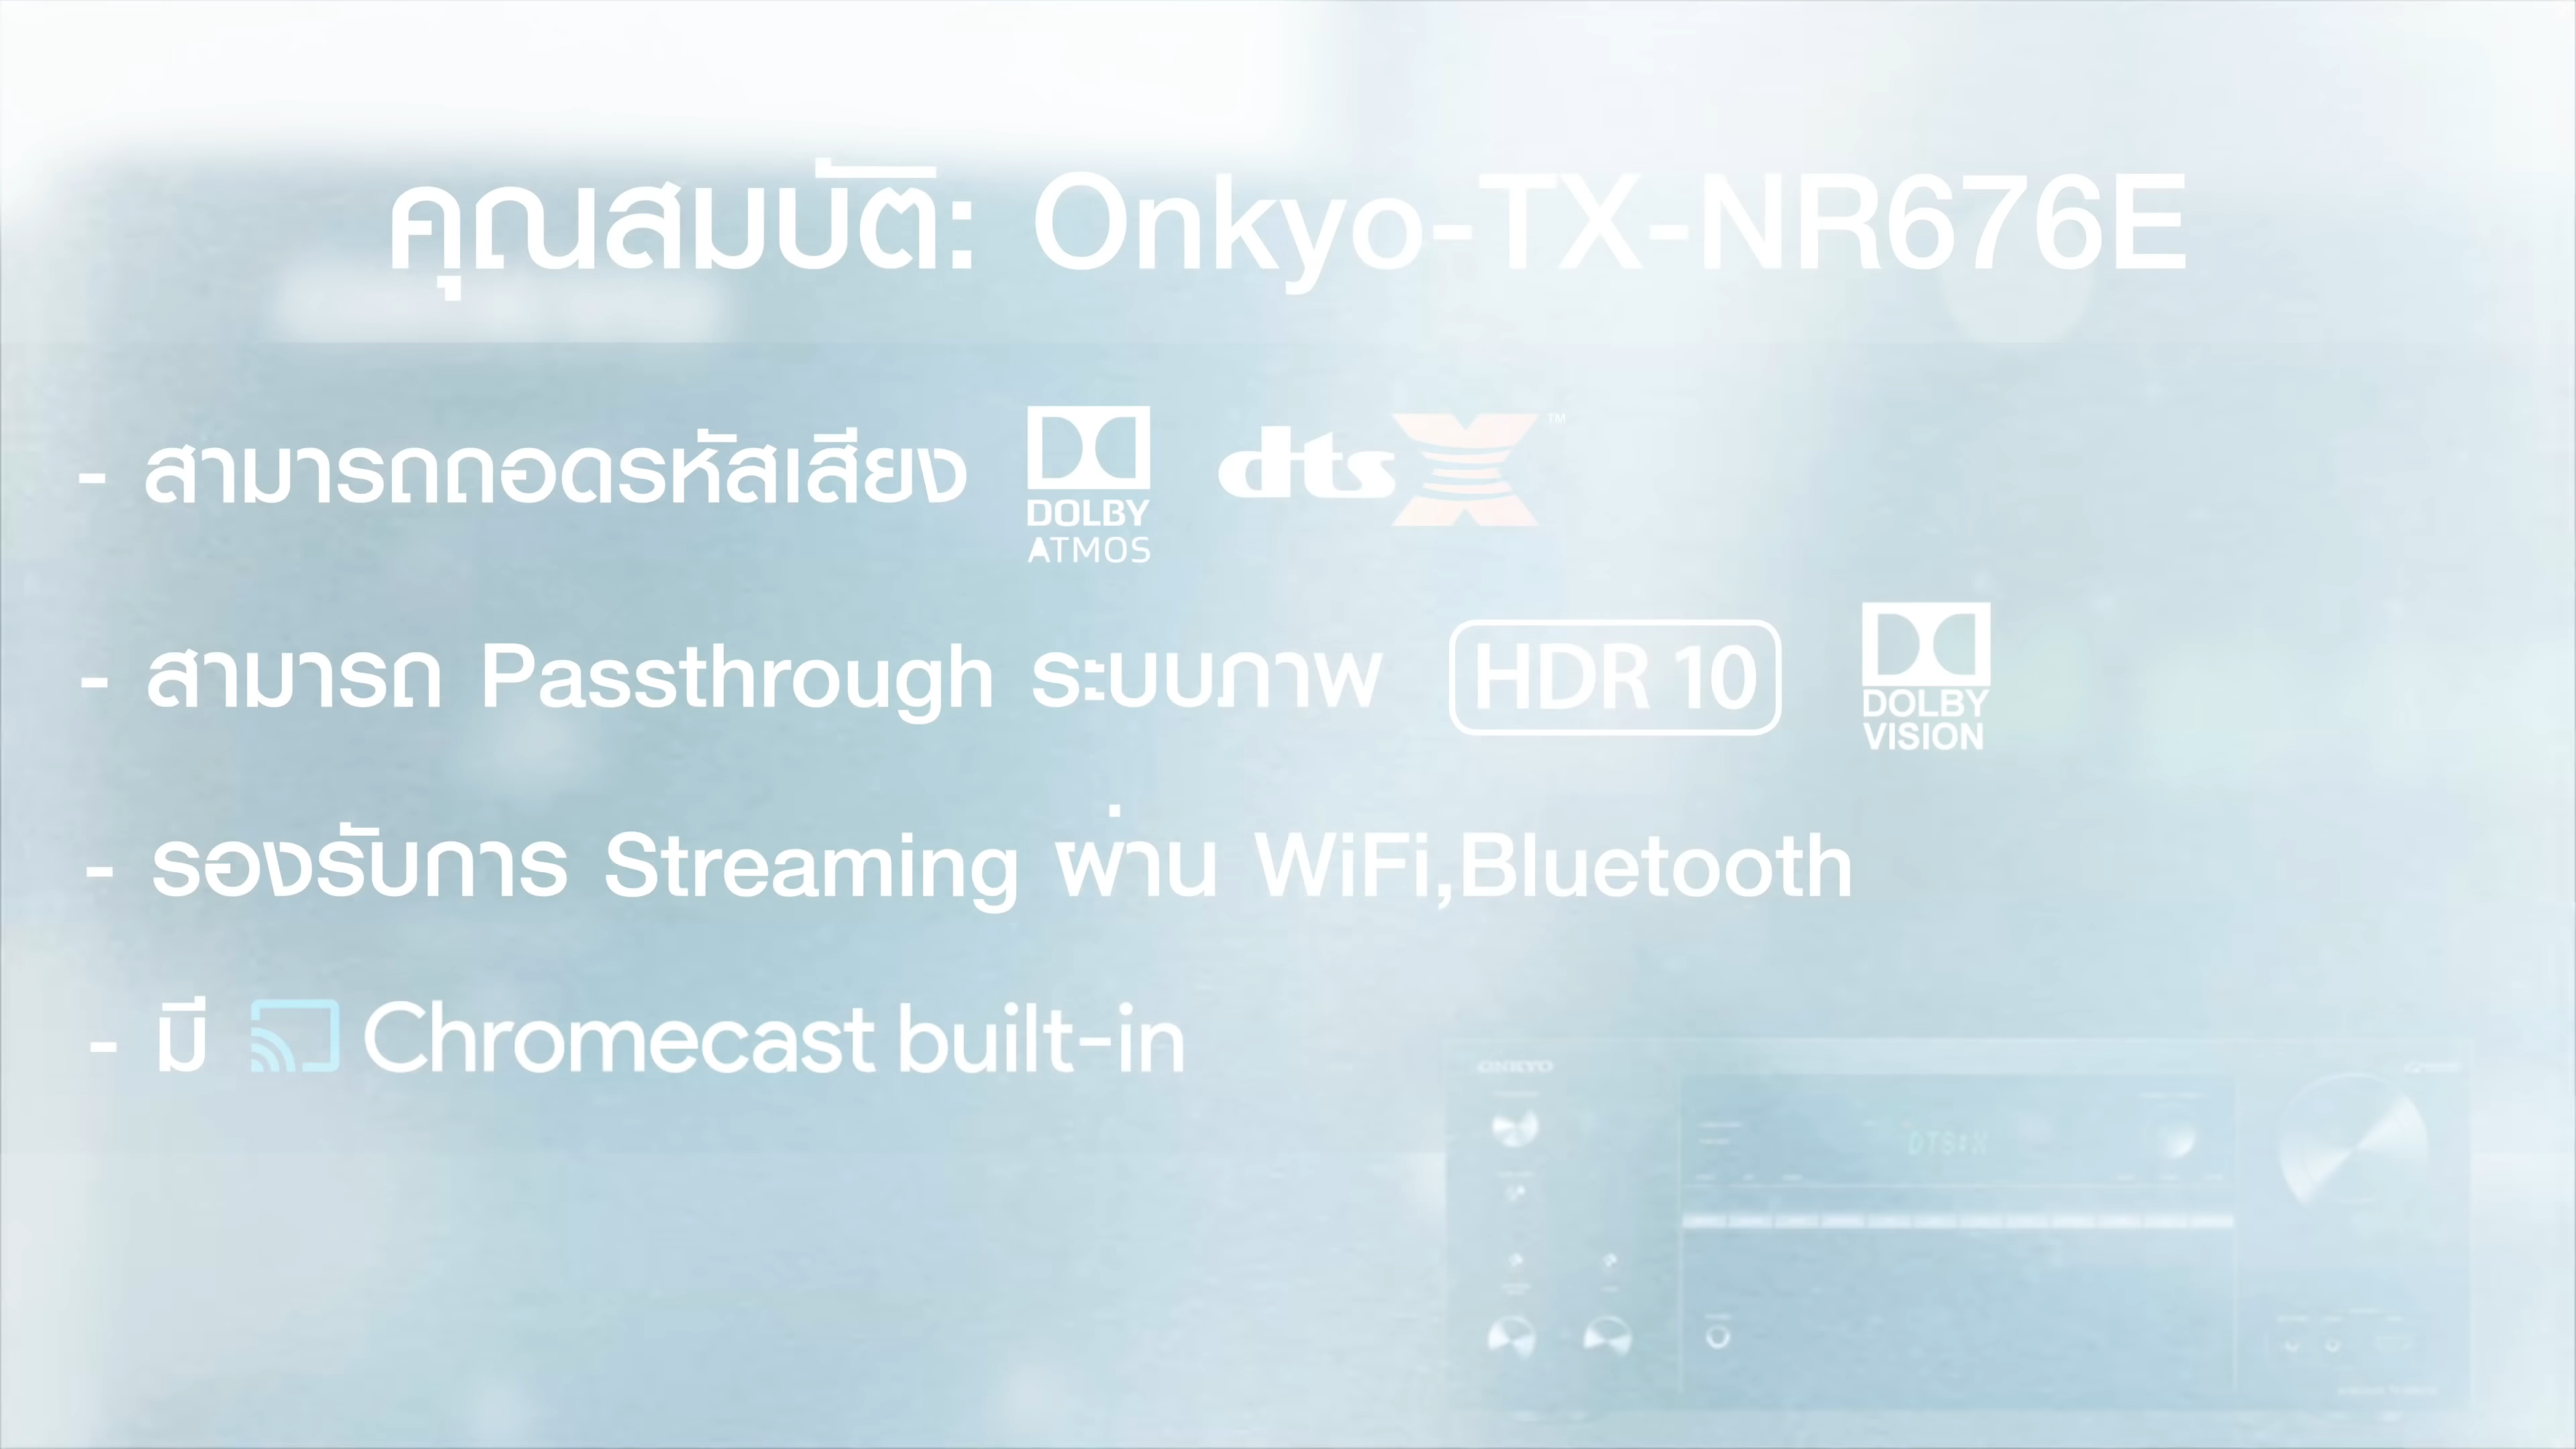 คุณสมบัติ: Onkyo-TX-NR676E
- สามารถถอดรหัสเสียง DOLBY ATMOS dts X ™
- สามารถ Passthrough ระบบภาพ HDR 10 DOLBY VISION
- รองรับการ Streaming ผ่าน WiFi,Bluetooth
- มี Chromecast built-in
ONKYO
DTS:X